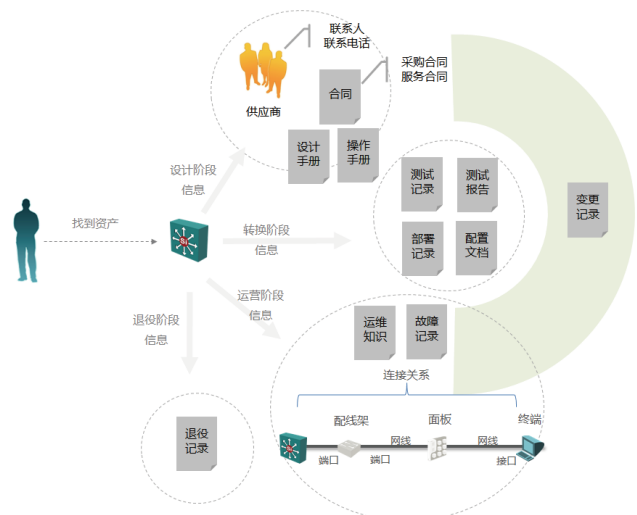 联系人
联系电话
采购合同
服务合同
合同
供应商
设计
手册
操作
手册
设计阶段
信息
测试
记录
测试
报告
变更
记录
找到资产
Si
转换阶段
信息
部署
记录
配置
文档
运营阶段
信息
退役阶段
信息
运维
知识
故障
记录
连接关系
配线架
面板
终端
退役
记录
网线
网线
Si
端口
端口
接口